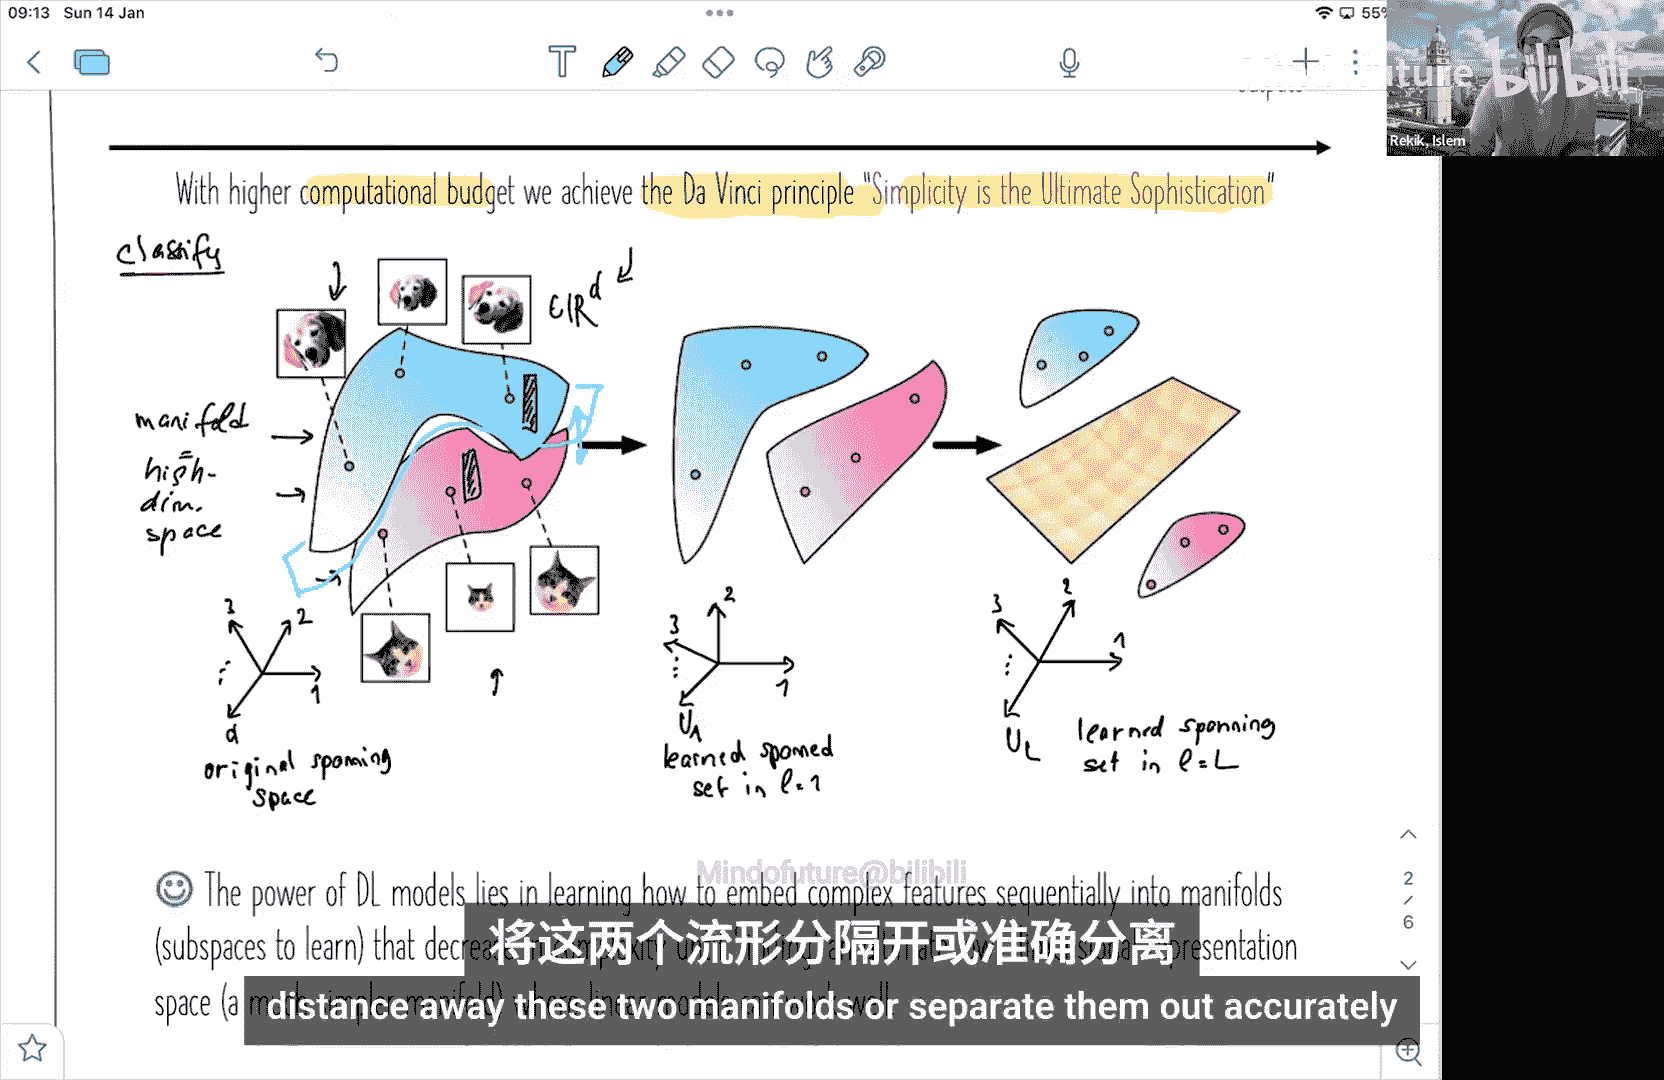 09:13 Sun 14 Jan
55%
Rekik, Islem
bilibili
With higher computational budget we achieve the Da Vinci principle "Simplicity is the Ultimate Sophistication"
classify
C IR^d
manifold
=
high-
dim.
space
3
2
1
d
original spanning
space
3
2
1
U1
learned spanned
set in l=1
3
2
1
UL
learned spanning
set in l=L
Mindofuture@bilibili
The power of DL models lies in learning how to embed complex features sequentially into manifolds
(subspaces to learn) that
space (a
2
6
将这两个流形分隔开或准确分离
distance away these two manifolds or separate them out accurately